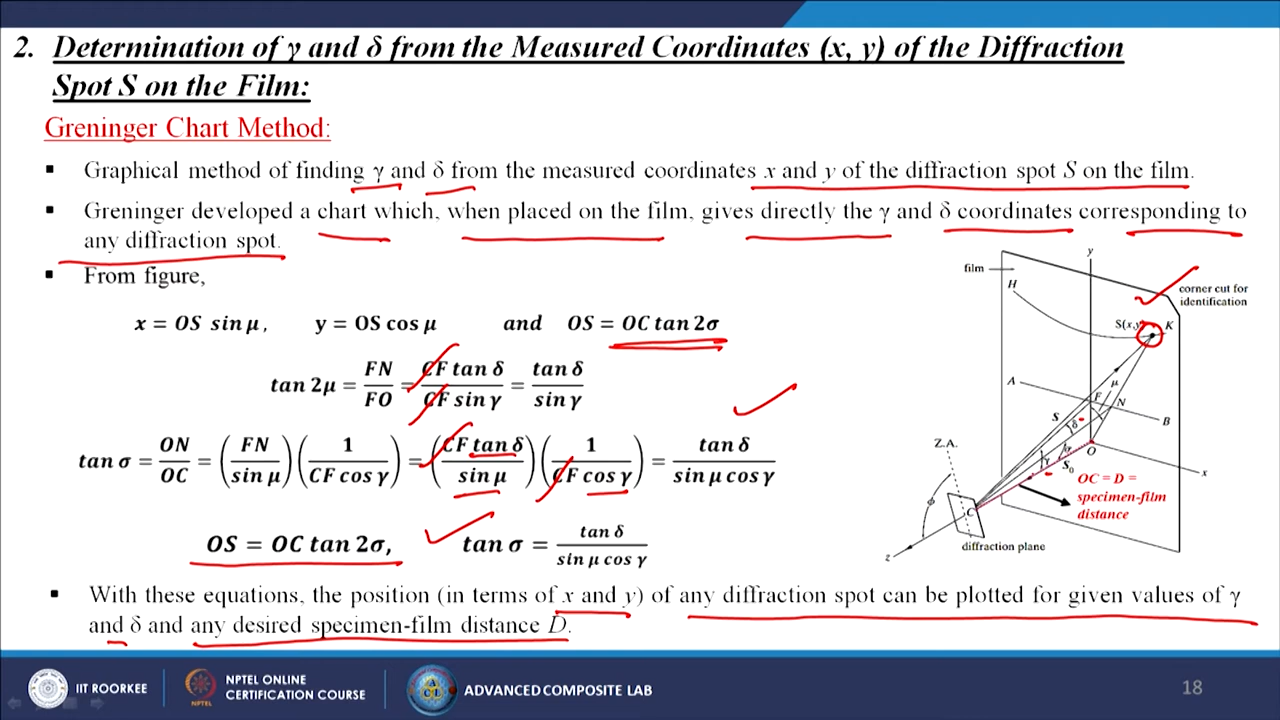 2. Determination of γ and δ from the Measured Coordinates (x, y) of the Diffraction
Spot S on the Film:
Greninger Chart Method:
▪ Graphical method of finding γ and δ from the measured coordinates x and y of the diffraction spot S on the film.
▪ Greninger developed a chart which, when placed on the film, gives directly the γ and δ coordinates corresponding to
any diffraction spot.
▪ From figure,
x = OS sin μ, y = OS cos μ and OS = OC tan 2σ
tan 2μ = FN/FO = CF tan δ/CF sin γ = tan δ/sin γ
tan σ = ON/OC = (FN/sin μ)(1/CF cos γ) = (CF tan δ/sin μ)(1/CF cos γ) = tan δ/sin μ cos γ
OS = OC tan 2σ, tan σ = tan δ/sin μ cos γ
▪ With these equations, the position (in terms of x and y) of any diffraction spot can be plotted for given values of γ
and δ and any desired specimen-film distance D.
y
film
H
corner cut for
identification
S(x,y)
K
A
μ
F
N
S
δ
B
Z.A.
σ
O
γ
S₀
x
OC = D =
specimen-film
distance
ϕ
C
diffraction plane
z
IIT ROORKEE
NPTEL
NPTEL ONLINE
CERTIFICATION COURSE
ADVANCED COMPOSITE LAB
18